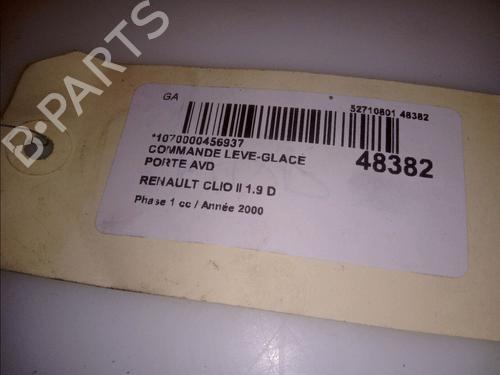 B-PARTS
GA
52710801 48382
*1070000456937
COMMANDE LEVE-GLACE
PORTE AVD
48382
RENAULT CLIO II 1.9 D
Phase 1 cc / Année 2000